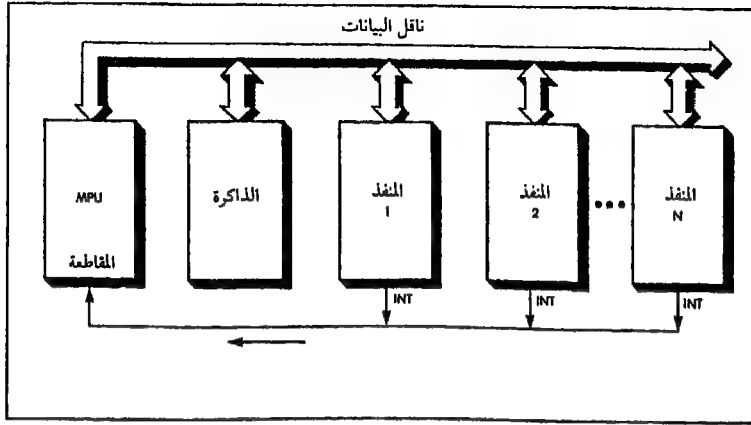 ناقل البيانات
MPU
المقاطعة
الذاكرة
المنفذ
1
المنفذ
2
•••
المنفذ
N
INT
INT
INT